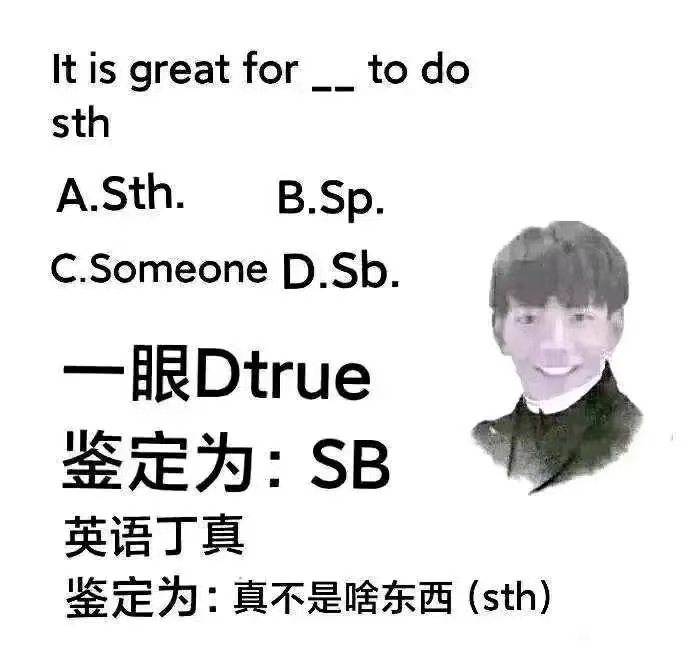 It is great for __ to do
sth
A.Sth. B.Sp.
C.Someone D.Sb.
一眼Dtrue
鉴定为：SB
英语丁真
鉴定为：真不是啥东西（sth）